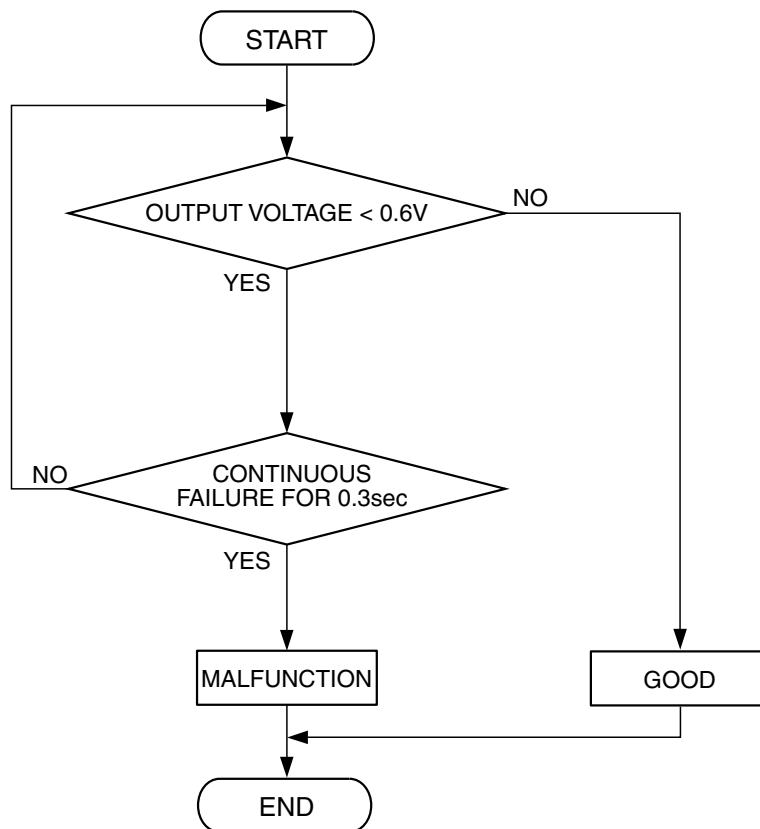 START
OUTPUT VOLTAGE < 0.6V
NO
YES
CONTINUOUS
FAILURE FOR 0.3sec
NO
YES
MALFUNCTION
GOOD
END